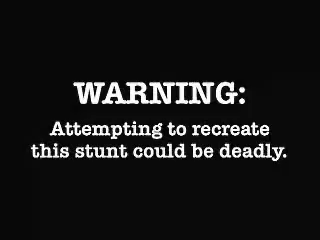 WARNING:
Attempting to recreate
this stunt could be deadly.